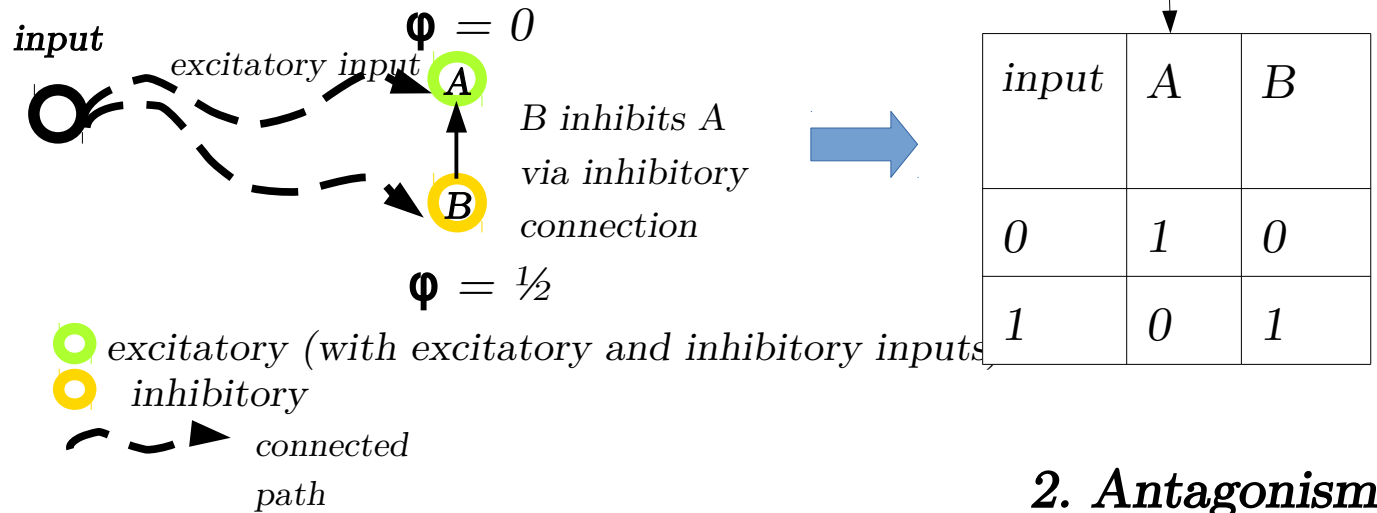 φ = 0
input
excitatory input
A
B inhibits A
via inhibitory
connection
B
φ = ½
excitatory (with excitatory and inhibitory inputs)
inhibitory
connected
path
input A B
0 1 0
1 0 1
2. Antagonism